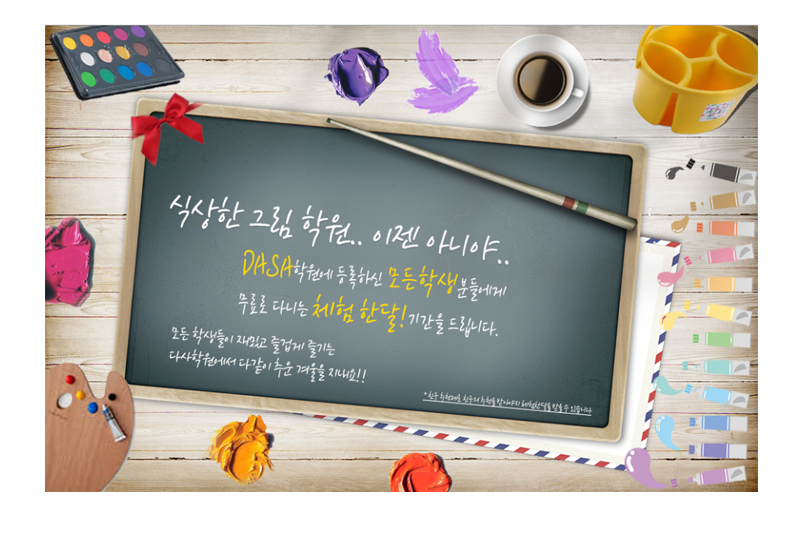 식상한 그림 학원.. 이젠 아니야..
DASA학원에 등록하신 모든학생분들에게
무료로 다니는 체험 한달! 기간을 드립니다.
모든 학생들이 재밌고 즐겁게 즐기는
다사학원에서 다같이 추운 겨울을 지내요!!